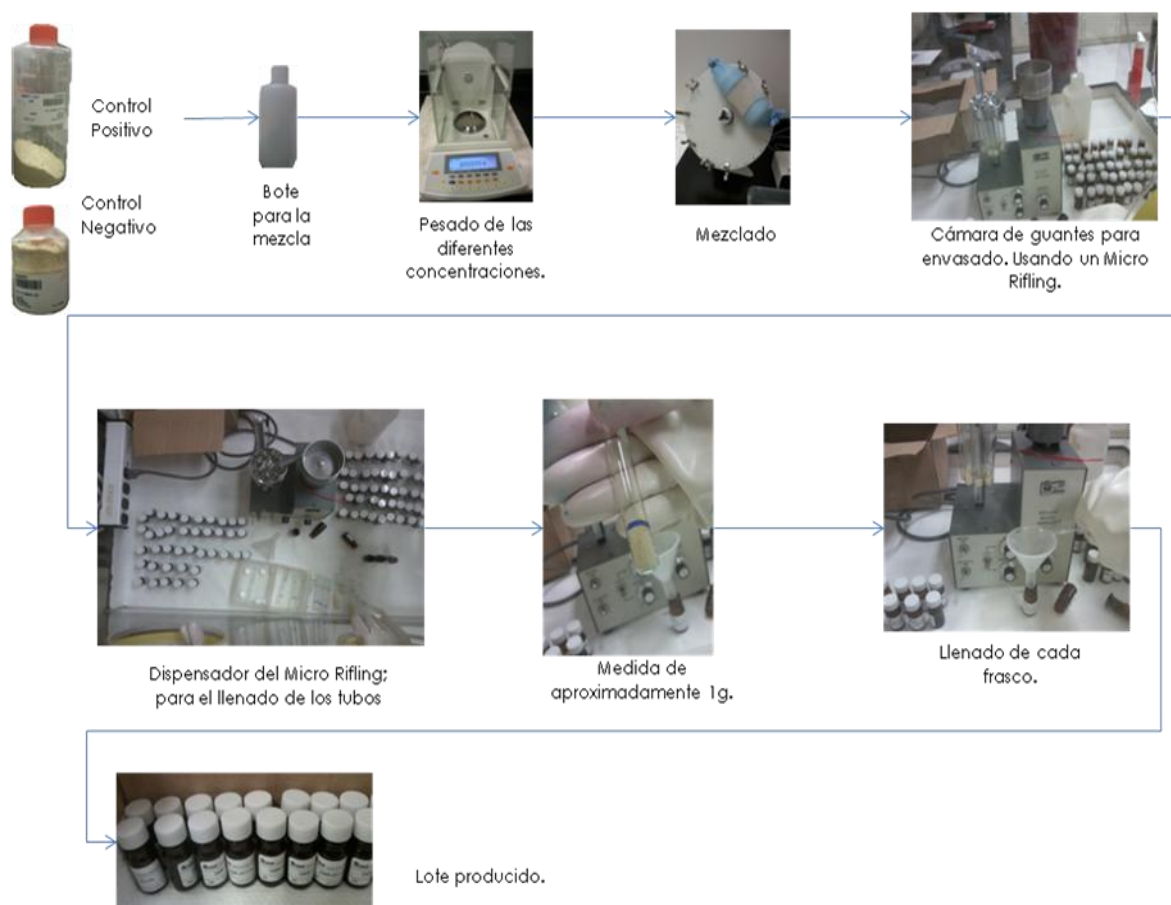 Control
Positivo
Control
Negativo
Bote
para la
mezcla
Pesado de las
diferentes
concentraciones.
Mezclado
Cámara de guantes para
envasado. Usando un Micro
Rifling.
Dispensador del Micro Rifling;
para el llenado de los tubos
Medida de
aproximadamente 1g.
Llenado de cada
frasco.
Lote producido.